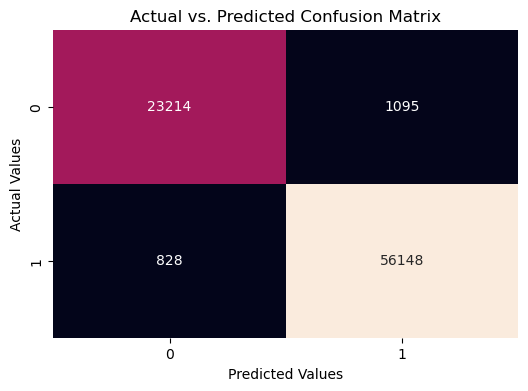 Actual vs. Predicted Confusion Matrix
Actual Values
0
23214
1095
1
828
56148
0
1
Predicted Values